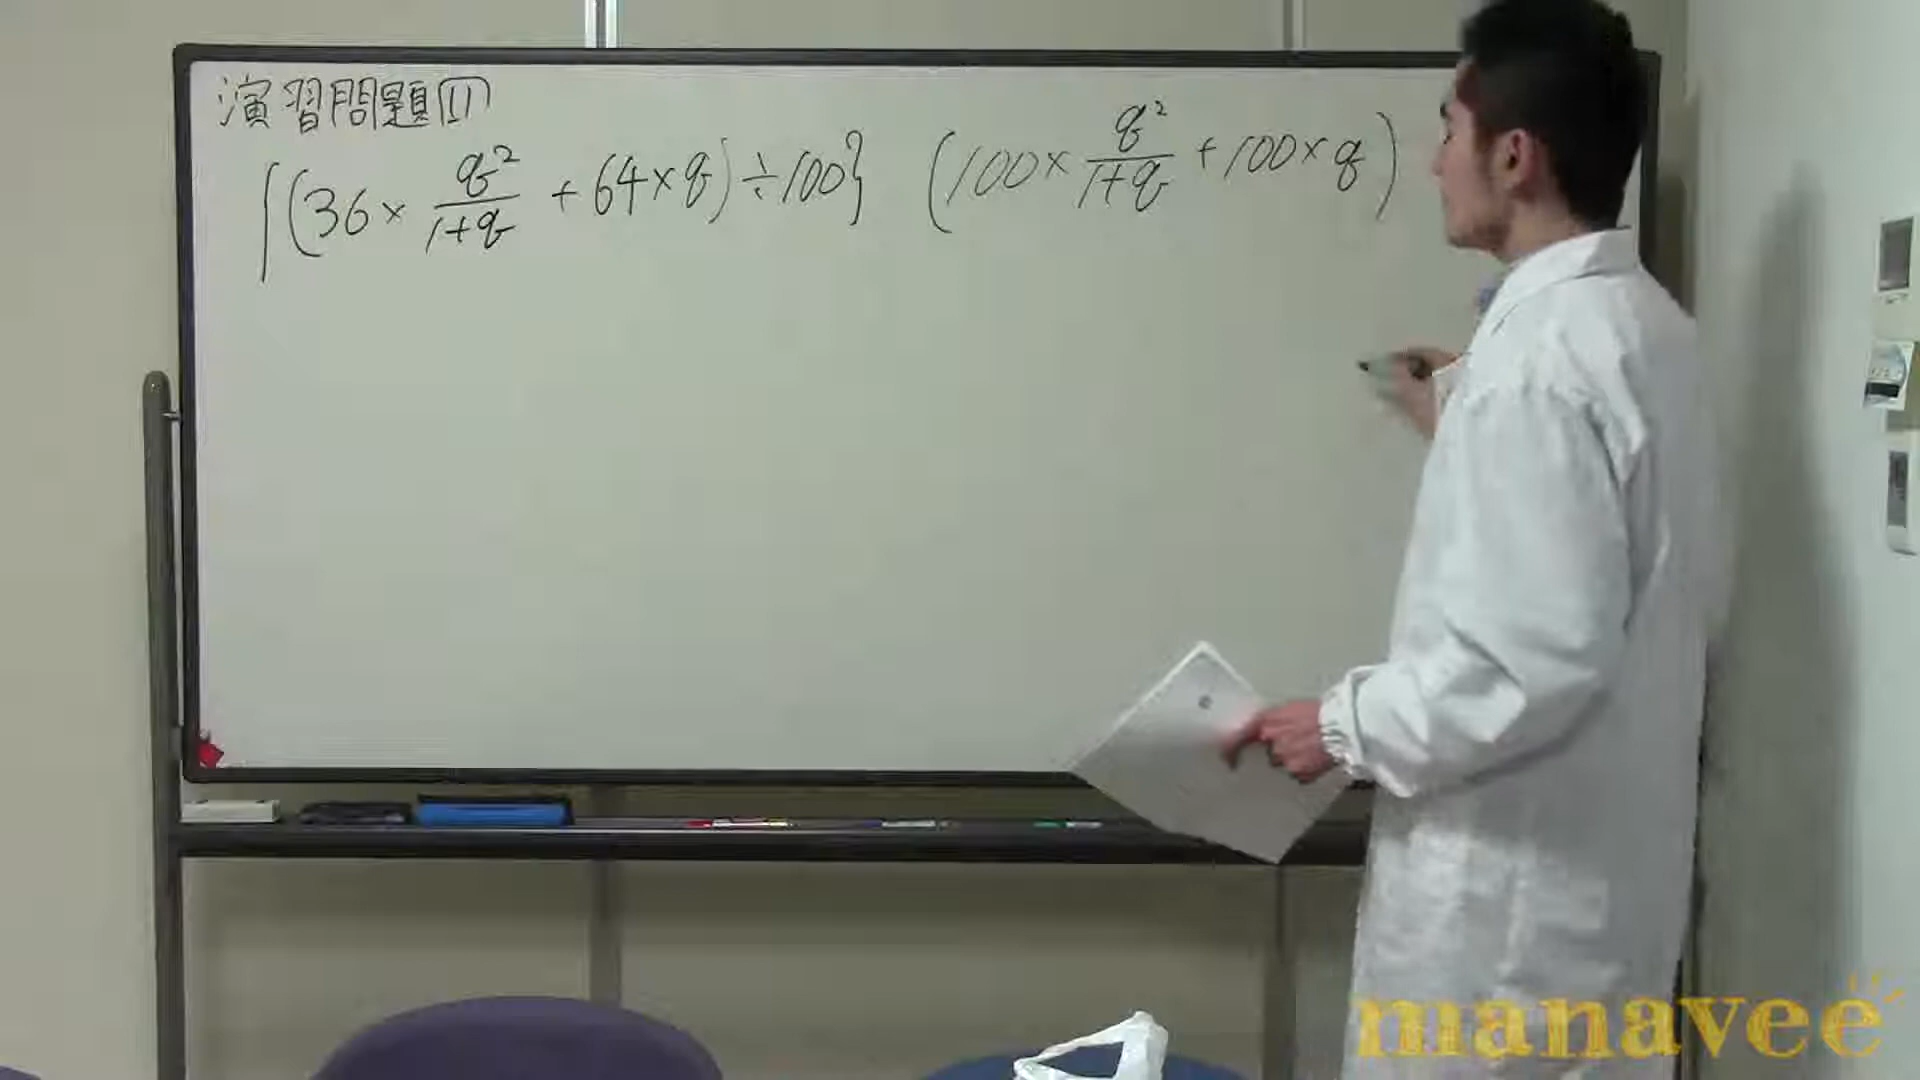 演習問題(1)
{(36×q²/1+q+64×q)÷100} (100×q²/1+q+100×q)
manavee